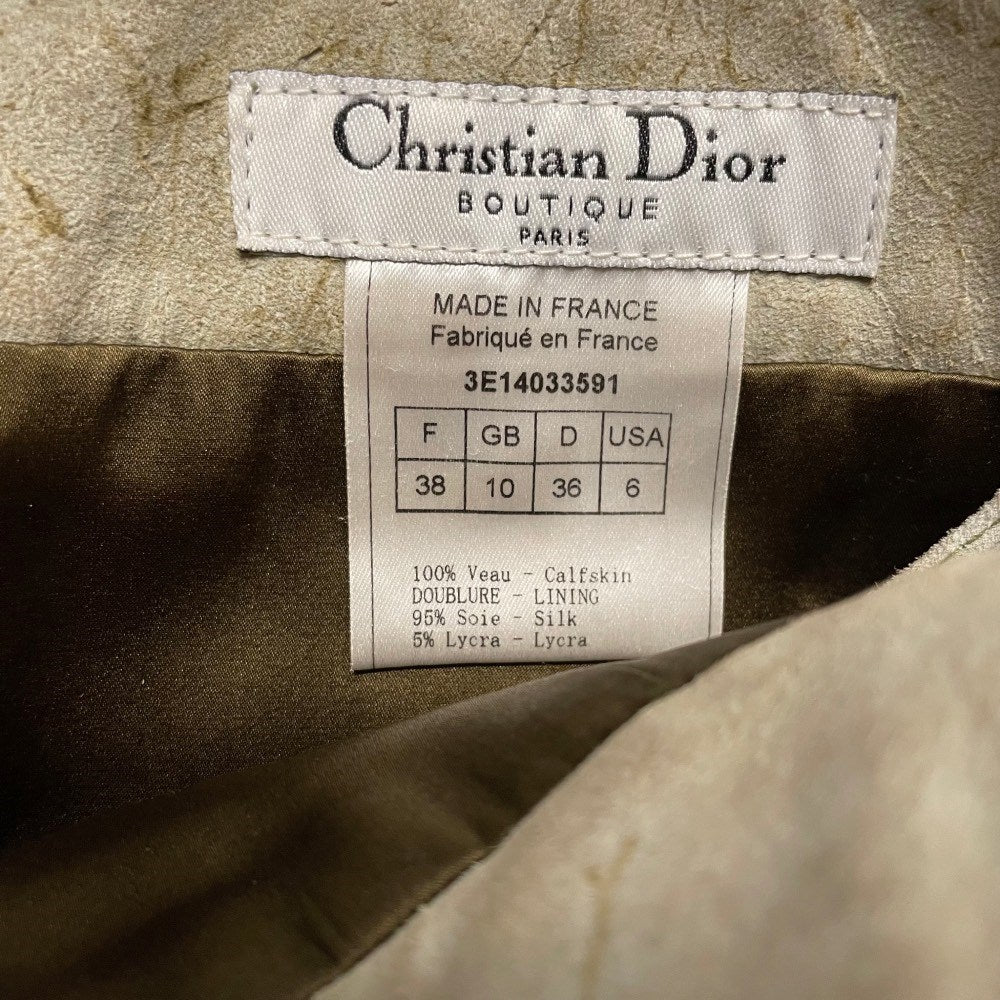 Christian Dior
BOUTIQUE
PARIS
MADE IN FRANCE
Fabriqué en France
3E14033591
F GB D USA
38 10 36 6
100% Veau - Calfskin
DOUBLURE - LINING
95% Soie - Silk
5% Lycra - Lycra